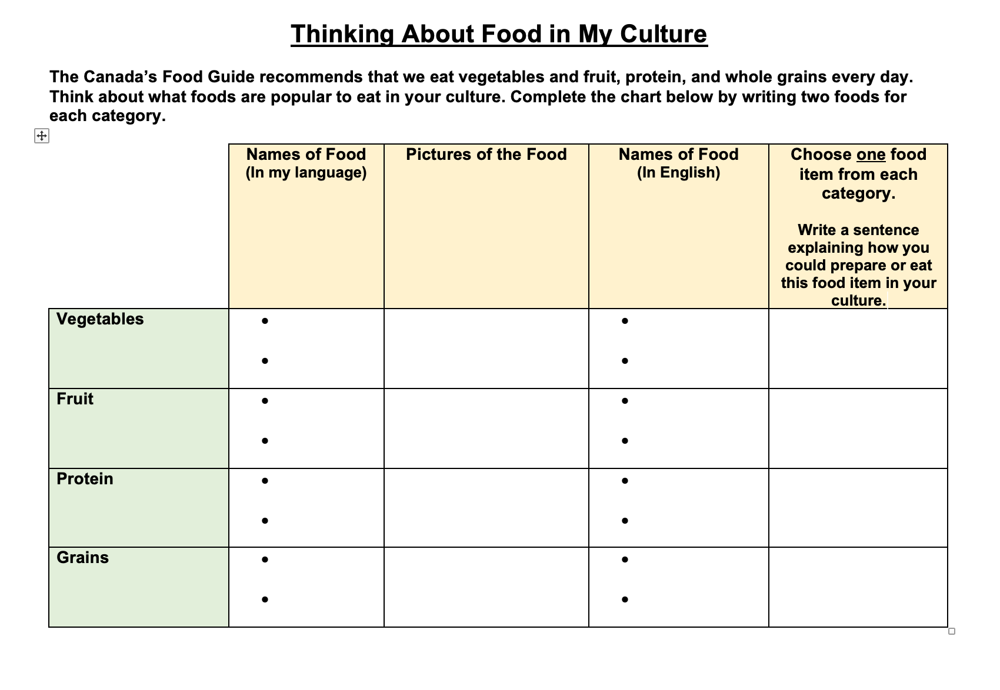 Thinking About Food in My Culture
The Canada’s Food Guide recommends that we eat vegetables and fruit, protein, and whole grains every day.
Think about what foods are popular to eat in your culture. Complete the chart below by writing two foods for
each category.
Names of Food
(In my language)
Pictures of the Food
Names of Food
(In English)
Choose one food
item from each
category.
Write a sentence
explaining how you
could prepare or eat
this food item in your
culture.
Vegetables
Fruit
Protein
Grains